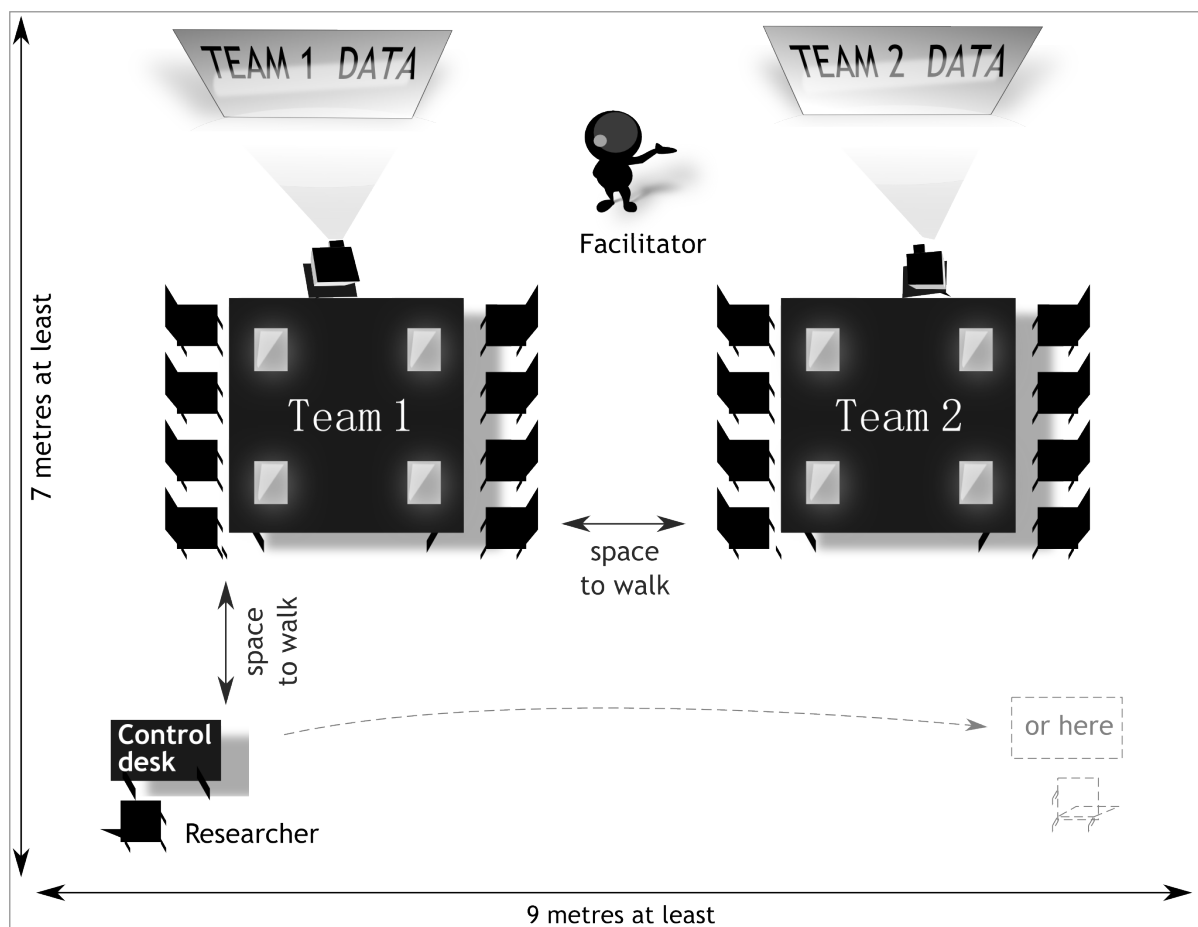 TEAM 1 DATA
TEAM 2 DATA
Facilitator
7 metres at least
Team 1
Team 2
space
to walk
space
to walk
Control
desk
or here
Researcher
9 metres at least